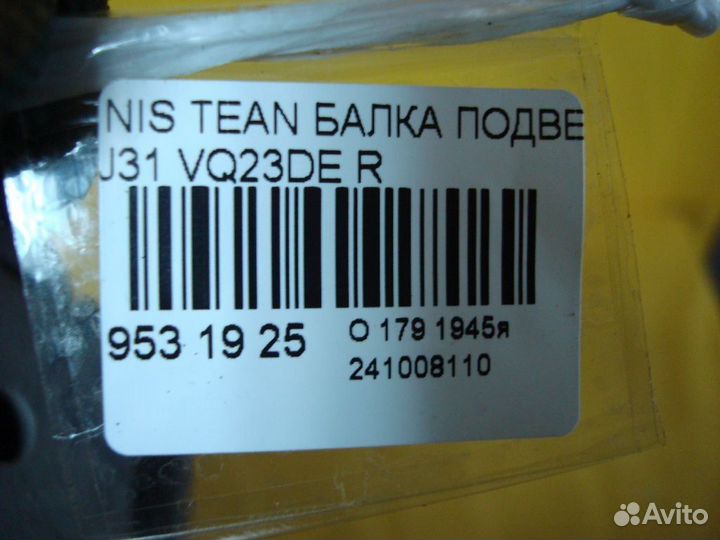 NIS TEAN БАЛКА ПОДВЕ
J31 VQ23DE R
953 19 25
О 179 1945я
241008110
Avito